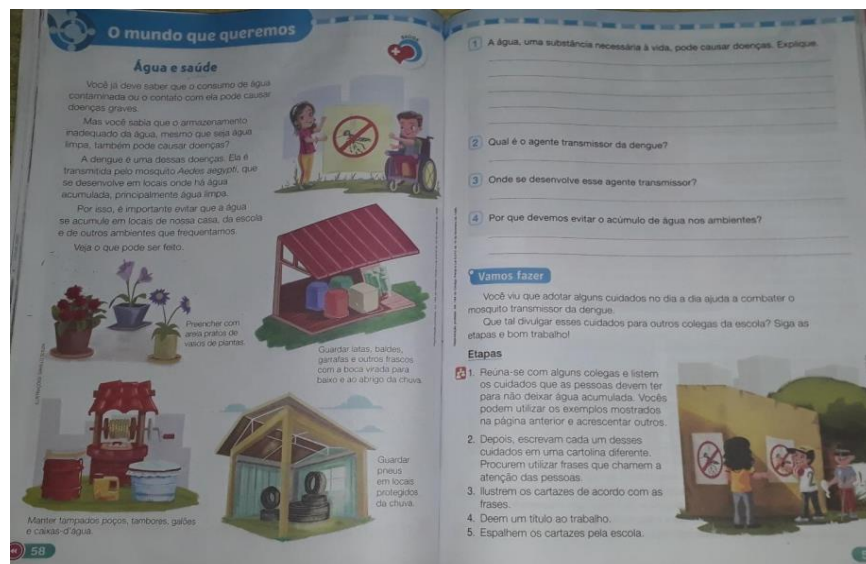 O mundo que queremos
Água e saúde
Você já deve saber que o consumo de água
contaminada ou o contato com ela pode causar
doenças graves.
Mas você sabia que o armazenamento
inadequado da água, mesmo que seja água
limpa, também pode causar doenças?
A dengue é uma dessas doenças. Ela é
transmitida pelo mosquito Aedes aegypti, que
se desenvolve em locais onde há água
acumulada, principalmente água limpa.
Por isso, é importante evitar que a água
se acumule em locais de nossa casa, da escola
e de outros ambientes que frequentamos.
Veja o que pode ser feito.
Preencher com
areia pratos de
vasos de plantas.
Guardar latas, baldes,
garrafas e outros frascos
com a boca virada para
baixo e ao abrigo da chuva.
Manter tampados poços, tambores, galões
e caixas-d'água.
Guardar
pneus
em locais
protegidos
da chuva.
58
1 A água, uma substância necessária à vida, pode causar doenças. Explique.
2 Qual é o agente transmissor da dengue?
3 Onde se desenvolve esse agente transmissor?
4 Por que devemos evitar o acúmulo de água nos ambientes?
Vamos fazer
Você viu que adotar alguns cuidados no dia a dia ajuda a combater o
mosquito transmissor da dengue.
Que tal divulgar esses cuidados para outros colegas da escola? Siga as
etapas e bom trabalho!
Etapas
1. Reúna-se com alguns colegas e listem
os cuidados que as pessoas devem ter
para não deixar água acumulada. Vocês
podem utilizar os exemplos mostrados
na página anterior e acrescentar outros.
2. Depois, escrevam cada um desses
cuidados em uma cartolina diferente.
Procurem utilizar frases que chamem a
atenção das pessoas.
3. Ilustrem os cartazes de acordo com as
frases.
4. Deem um título ao trabalho.
5. Espalhem os cartazes pela escola.